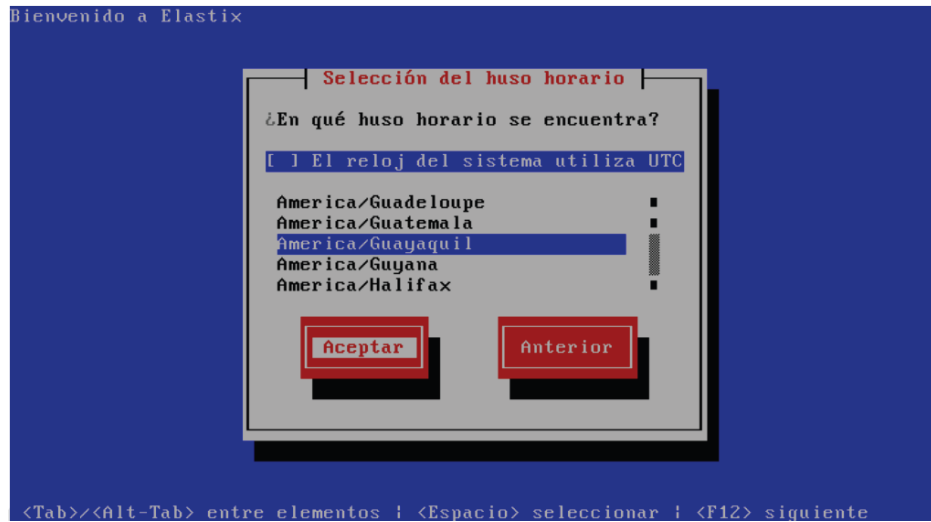 Bienvenido a Elastix
Selección del huso horario
¿En qué huso horario se encuentra?
[ ] El reloj del sistema utiliza UTC
America/Guadeloupe
America/Guatemala
America/Guayaquil
America/Guyana
America/Halifax
Aceptar
Anterior
<Tab>/<Alt-Tab> entre elementos ¦ <Espacio> seleccionar ¦ <F12> siguiente